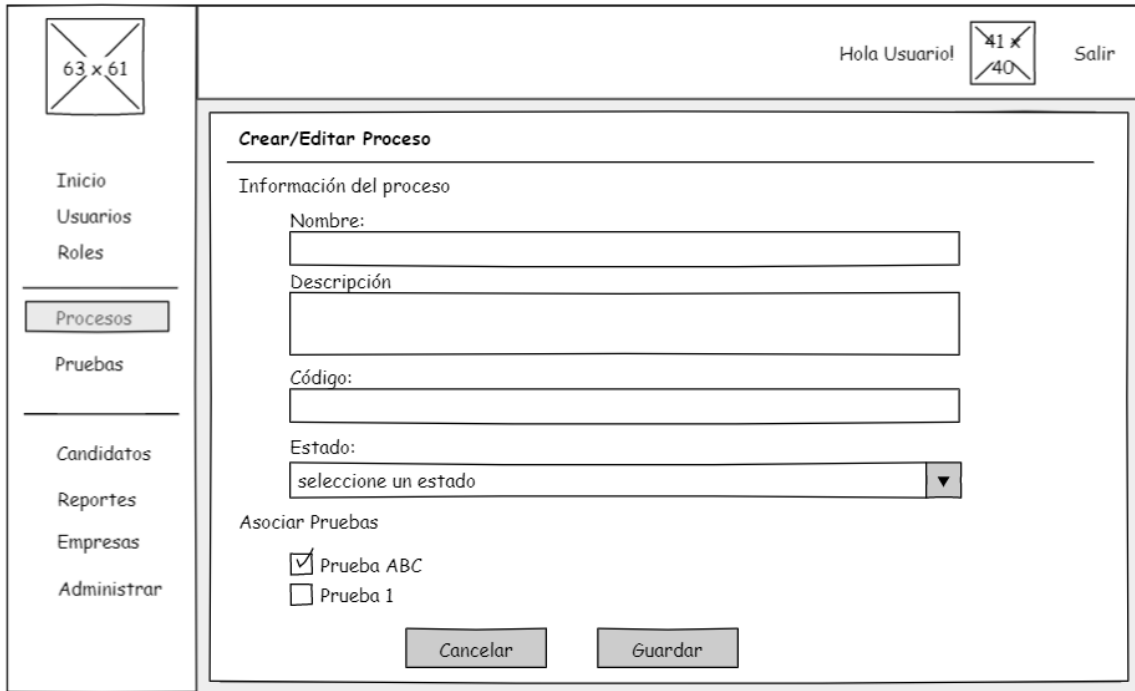 63 x 61
Hola Usuario!
41 x
40
Salir
Inicio
Usuarios
Roles
Procesos
Pruebas
Candidatos
Reportes
Empresas
Administrar
Crear/Editar Proceso
Información del proceso
Nombre:
Descripción
Código:
Estado:
seleccione un estado
Asociar Pruebas
Prueba ABC
Prueba 1
Cancelar
Guardar